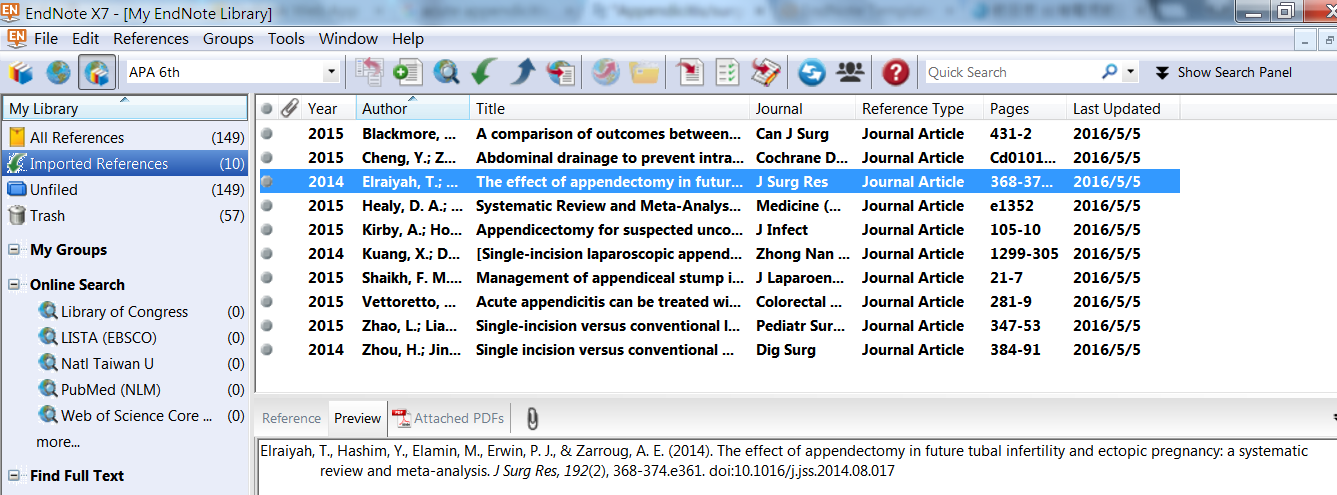 EndNote X7 - [My EndNote Library]
File Edit References Groups Tools Window Help
APA 6th Quick Search Show Search Panel
My Library
All References (149)
Imported References (10)
Unfiled (149)
Trash (57)
My Groups
Online Search
Library of Congress (0)
LISTA (EBSCO) (0)
Natl Taiwan U (0)
PubMed (NLM) (0)
Web of Science Core ... (0)
more...
Find Full Text
Year Author Title Journal Reference Type Pages Last Updated
2015 Blackmore, ... A comparison of outcomes between... Can J Surg Journal Article 431-2 2016/5/5
2015 Cheng, Y.; Z... Abdominal drainage to prevent intra... Cochrane D... Journal Article Cd0101... 2016/5/5
2014 Elraiyah, T.; ... The effect of appendectomy in futur... J Surg Res Journal Article 368-37... 2016/5/5
2015 Healy, D. A.; ... Systematic Review and Meta-Analys... Medicine (... Journal Article e1352 2016/5/5
2015 Kirby, A.; Ho... Appendicectomy for suspected unco... J Infect Journal Article 105-10 2016/5/5
2014 Kuang, X.; D... [Single-incision laparoscopic append... Zhong Nan ... Journal Article 1299-305 2016/5/5
2015 Shaikh, F. M.... Management of appendiceal stump i... J Laparoen... Journal Article 21-7 2016/5/5
2015 Vettoretto, ... Acute appendicitis can be treated wi... Colorectal ... Journal Article 281-9 2016/5/5
2015 Zhao, L.; Lia... Single-incision versus conventional l... Pediatr Sur... Journal Article 347-53 2016/5/5
2014 Zhou, H.; Jin... Single incision versus conventional ... Dig Surg Journal Article 384-91 2016/5/5
Reference Preview Attached PDFs
Elraiyah, T., Hashim, Y., Elamin, M., Erwin, P. J., & Zarroug, A. E. (2014). The effect of appendectomy in future tubal infertility and ectopic pregnancy: a systematic
review and meta-analysis. J Surg Res, 192(2), 368-374.e361. doi:10.1016/j.jss.2014.08.017